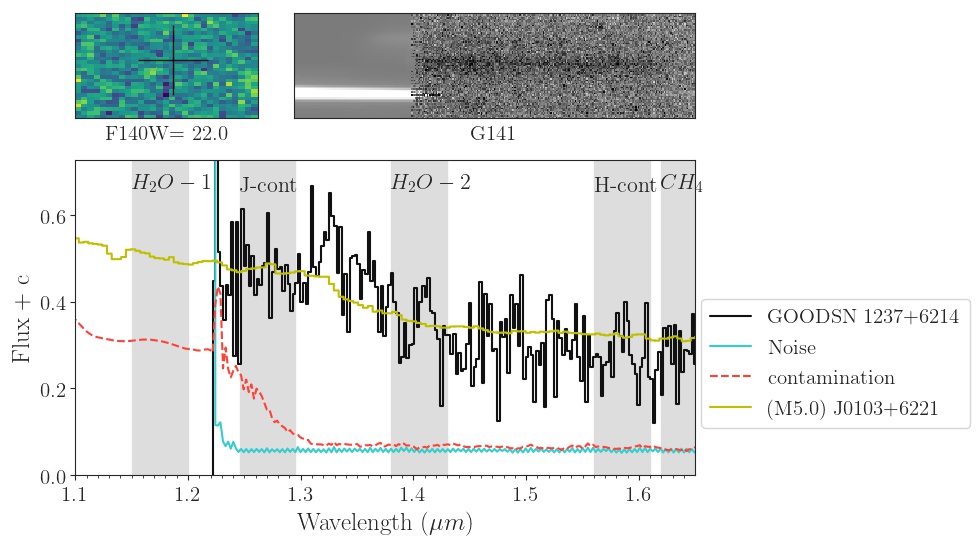 F140W= 22.0
G141
H₂O − 1
J-cont
H₂O − 2
H-cont
CH₄
Flux + c
0.6
0.4
0.2
0.0
1.1
1.2
1.3
1.4
1.5
1.6
Wavelength (μm)
GOODSN 1237+6214
Noise
contamination
(M5.0) J0103+6221